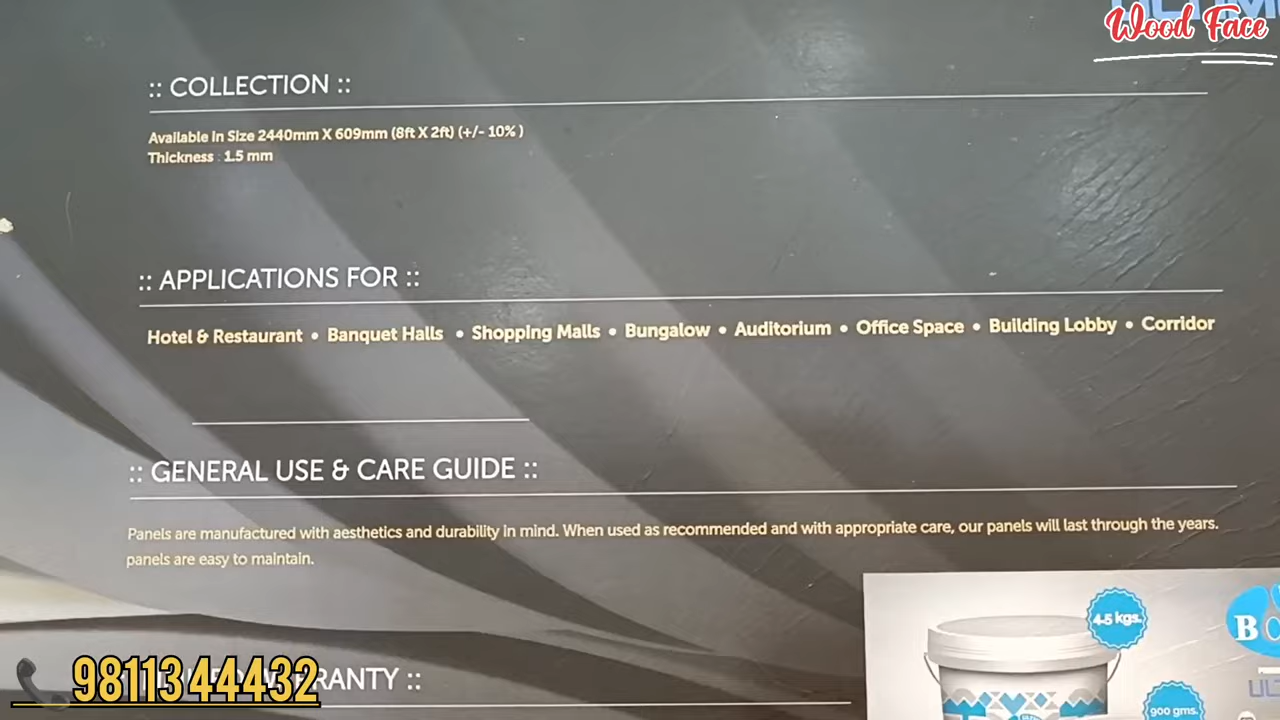 Wood Face
:: COLLECTION ::
Available In Size 2440mm X 609mm (8ft X 2ft) (+/- 10% )
Thickness : 1.5 mm
:: APPLICATIONS FOR ::
Hotel & Restaurant • Banquet Halls • Shopping Malls • Bungalow • Auditorium • Office Space • Building Lobby • Corridor
:: GENERAL USE & CARE GUIDE ::
Panels are manufactured with aesthetics and durability in mind. When used as recommended and with appropriate care, our panels will last through the years.
panels are easy to maintain.
4.5 kgs.
900 gms.
9811344432